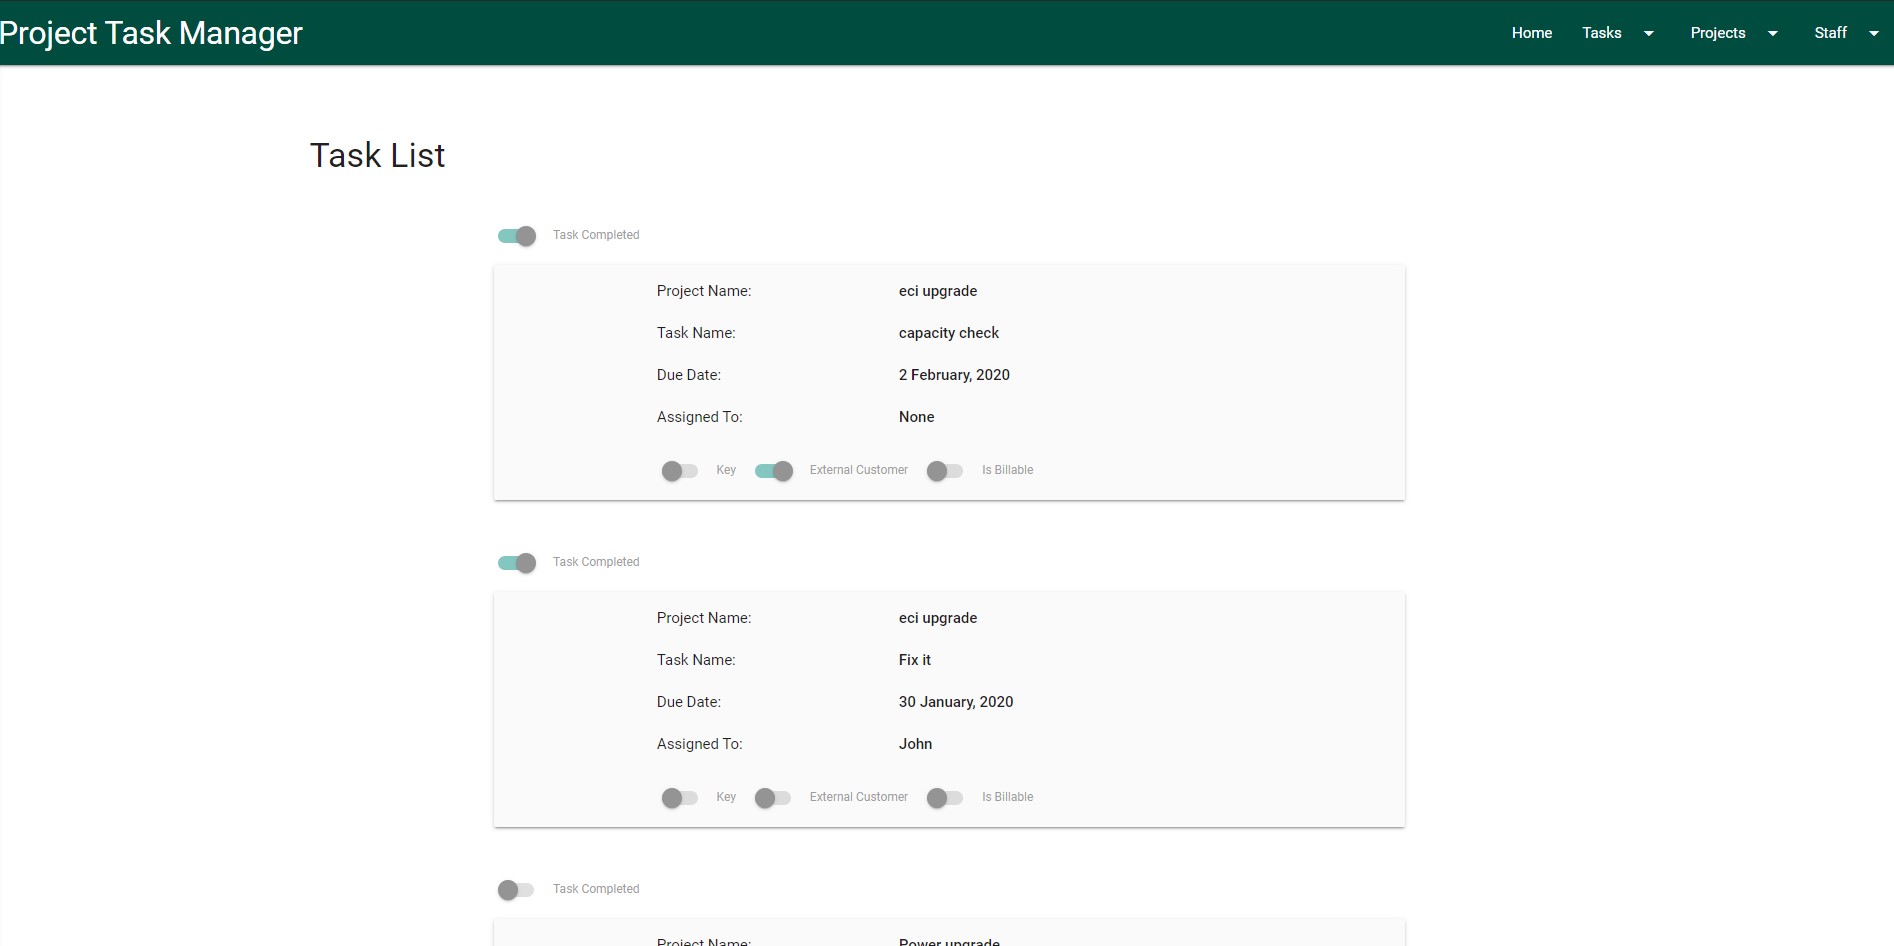 Project Task Manager
Home Tasks Projects Staff
Task List
Task Completed
Project Name: eci upgrade
Task Name: capacity check
Due Date: 2 February, 2020
Assigned To: None
Key External Customer Is Billable
Task Completed
Project Name: eci upgrade
Task Name: Fix it
Due Date: 30 January, 2020
Assigned To: John
Key External Customer Is Billable
Task Completed
Project Name: Power upgrade